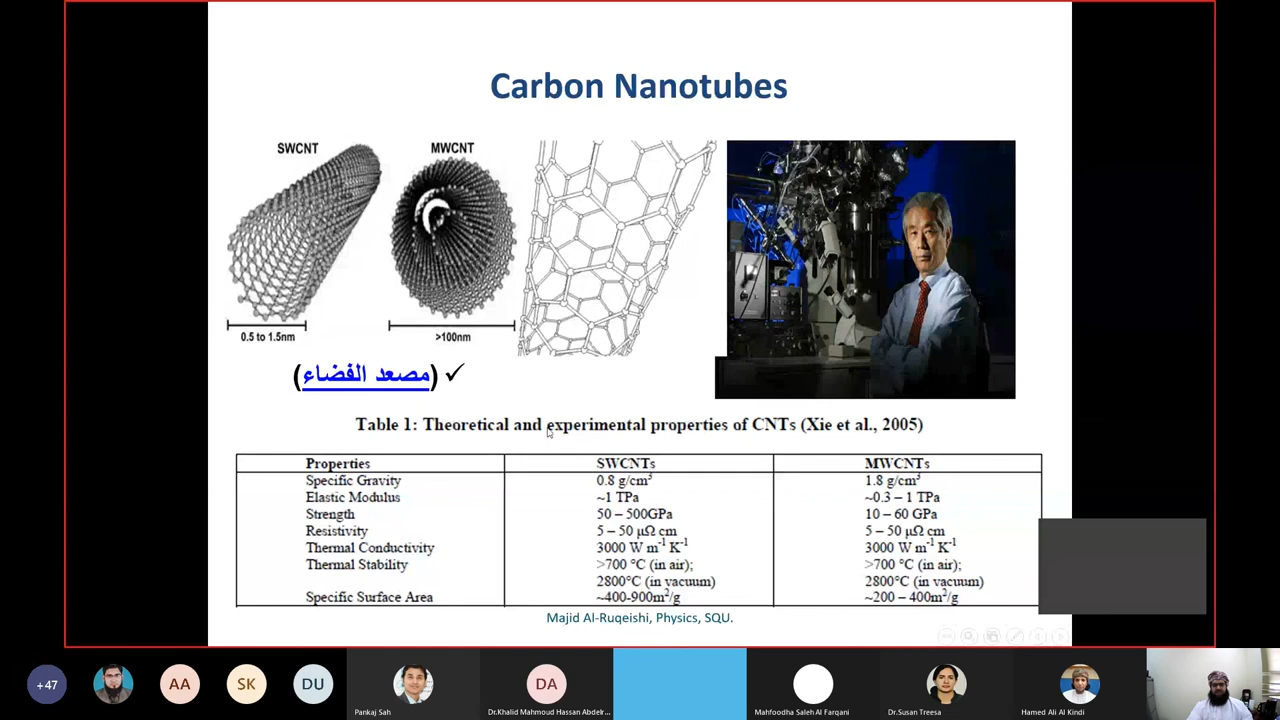 Carbon Nanotubes
SWCNT
MWCNT
0.5 to 1.5nm
>100nm
✓ (مصعد الفضاء)
Table 1: Theoretical and experimental properties of CNTs (Xie et al., 2005)
Properties SWCNTs MWCNTs
Specific Gravity 0.8 g/cm³ 1.8 g/cm³
Elastic Modulus ~1 TPa ~0.3 – 1 TPa
Strength 50 – 500GPa 10 – 60 GPa
Resistivity 5 – 50 μΩ cm 5 – 50 μΩ cm
Thermal Conductivity 3000 W m⁻¹ K⁻¹ 3000 W m⁻¹ K⁻¹
Thermal Stability >700 °C (in air); >700 °C (in air);
2800°C (in vacuum) 2800°C (in vacuum)
Specific Surface Area ~400-900m²/g ~200 – 400m²/g
Majid Al-Ruqeishi, Physics, SQU.
+47
AA
SK
DU
DA
Pankaj Sah
Dr.Khalid Mahmoud Hassan Abdelr...
Mahfoodha Saleh Al Farqani
Dr.Susan Treesa
Hamed Ali Al Kindi